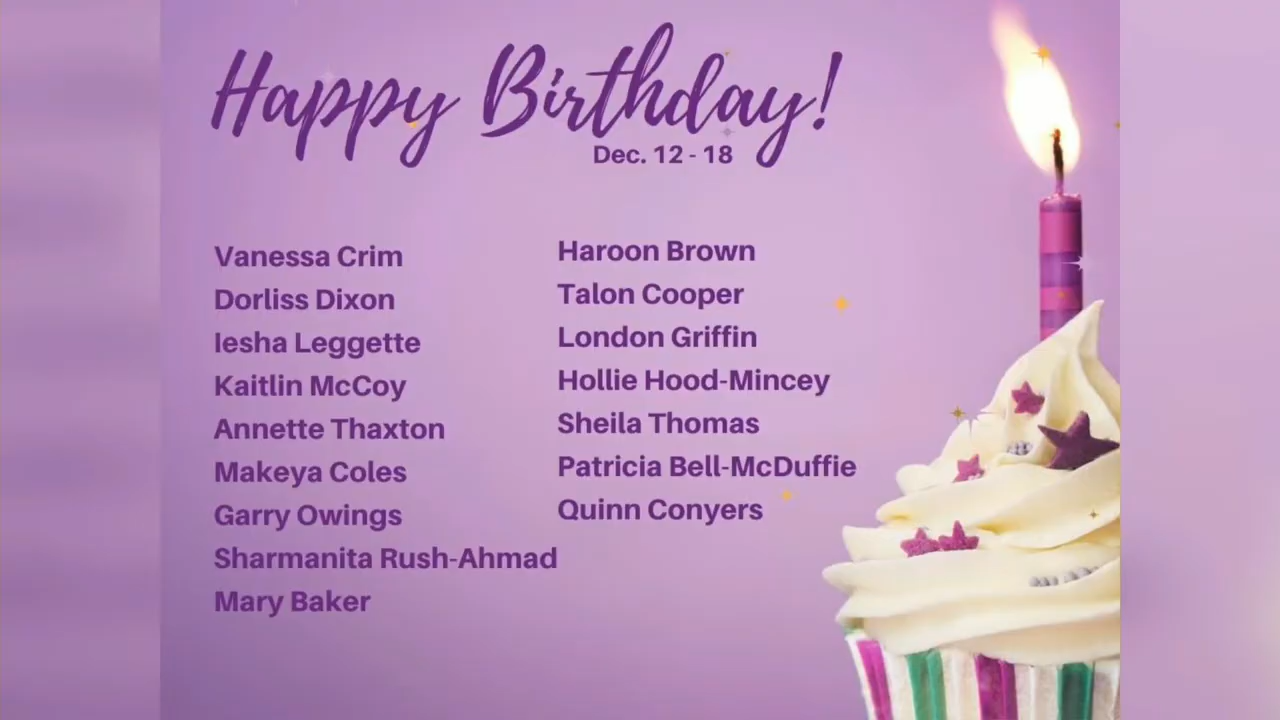 Happy Birthday!
Dec. 12 - 18
Vanessa Crim
Dorliss Dixon
Iesha Leggette
Kaitlin McCoy
Annette Thaxton
Makeya Coles
Garry Owings
Sharmanita Rush-Ahmad
Mary Baker
Haroon Brown
Talon Cooper
London Griffin
Hollie Hood-Mincey
Sheila Thomas
Patricia Bell-McDuffie
Quinn Conyers